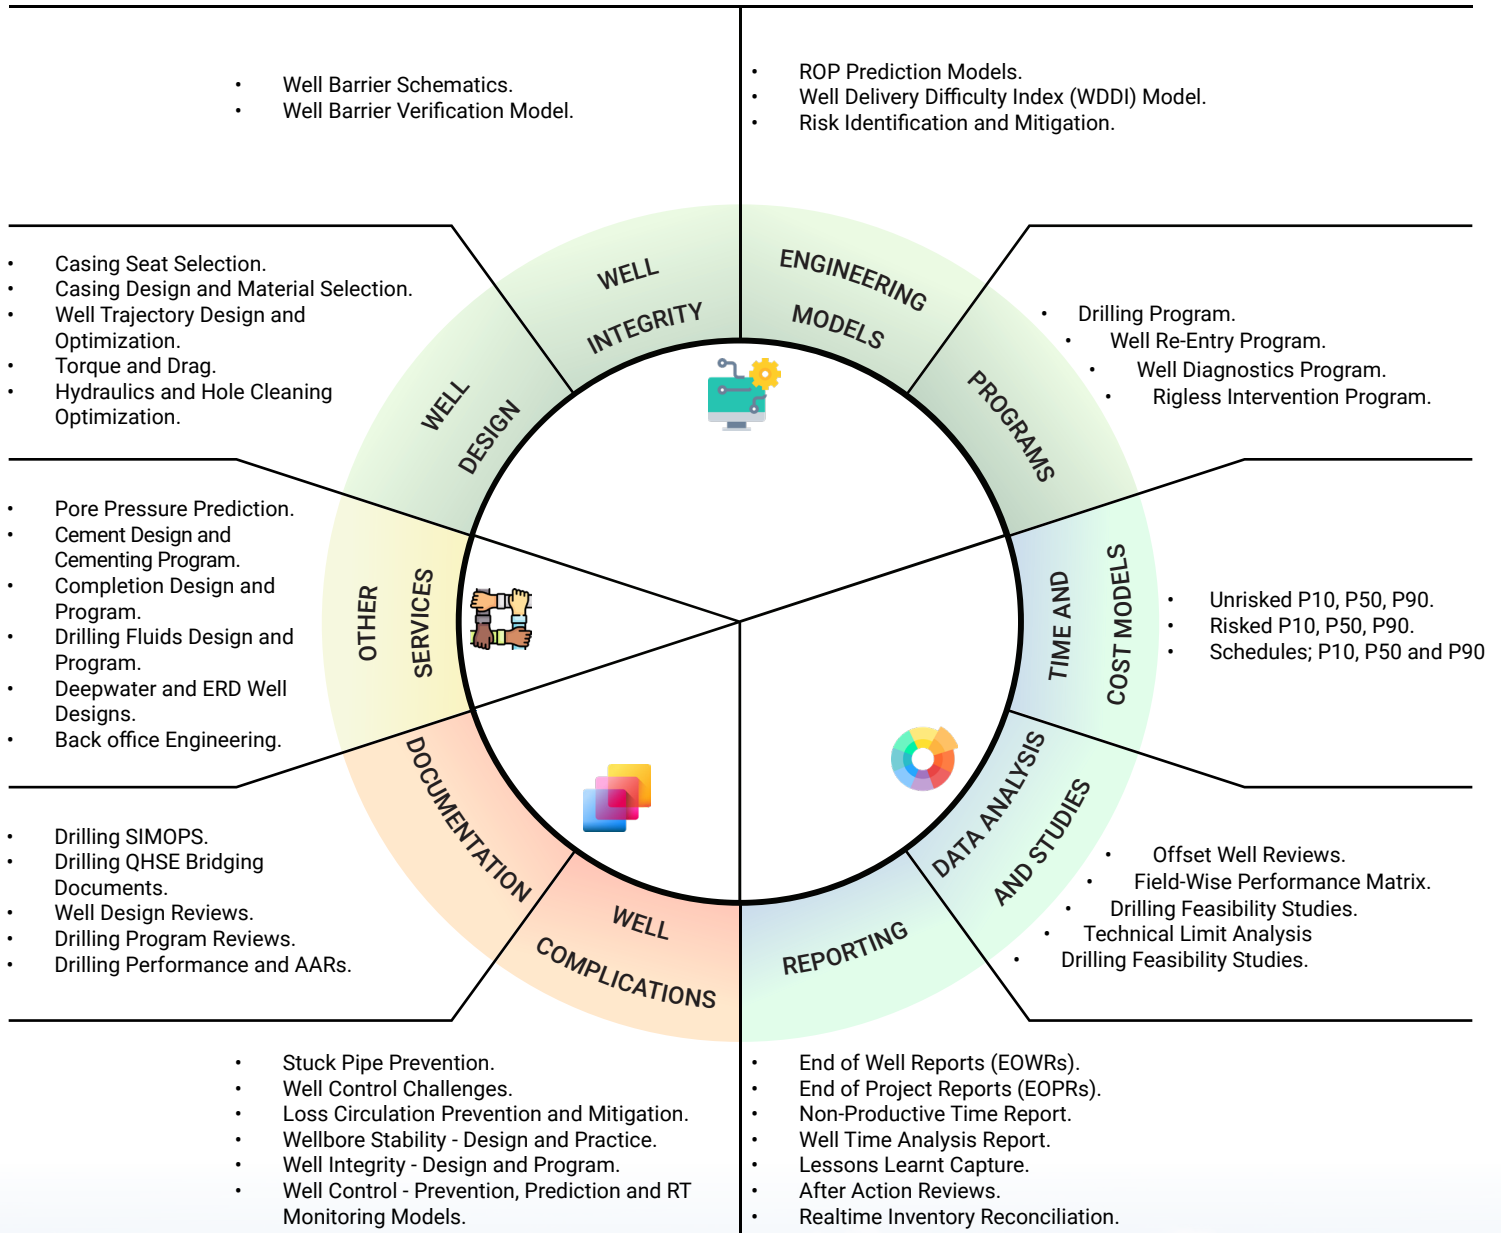 • Well Barrier Schematics.
• Well Barrier Verification Model.
• ROP Prediction Models.
• Well Delivery Difficulty Index (WDDI) Model.
• Risk Identification and Mitigation.
• Casing Seat Selection.
• Casing Design and Material Selection.
• Well Trajectory Design and
Optimization.
• Torque and Drag.
• Hydraulics and Hole Cleaning
Optimization.
WELL
DESIGN
WELL
INTEGRITY
ENGINEERING
MODELS
PROGRAMS
• Drilling Program.
• Well Re-Entry Program.
• Well Diagnostics Program.
• Rigless Intervention Program.
• Pore Pressure Prediction.
• Cement Design and
Cementing Program.
• Completion Design and
Program.
• Drilling Fluids Design and
Program.
• Deepwater and ERD Well
Designs.
• Back office Engineering.
OTHER
SERVICES
TIME AND
COST MODELS
• Unrisked P10, P50, P90.
• Risked P10, P50, P90.
• Schedules; P10, P50 and P90
• Drilling SIMOPS.
• Drilling QHSE Bridging
Documents.
• Well Design Reviews.
• Drilling Program Reviews.
• Drilling Performance and AARs.
DOCUMENTATION
WELL
COMPLICATIONS
REPORTING
DATA ANALYSIS
AND STUDIES
• Offset Well Reviews.
• Field-Wise Performance Matrix.
• Drilling Feasibility Studies.
• Technical Limit Analysis
• Drilling Feasibility Studies.
• Stuck Pipe Prevention.
• Well Control Challenges.
• Loss Circulation Prevention and Mitigation.
• Wellbore Stability - Design and Practice.
• Well Integrity - Design and Program.
• Well Control - Prevention, Prediction and RT
Monitoring Models.
• End of Well Reports (EOWRs).
• End of Project Reports (EOPRs).
• Non-Productive Time Report.
• Well Time Analysis Report.
• Lessons Learnt Capture.
• After Action Reviews.
• Realtime Inventory Reconciliation.